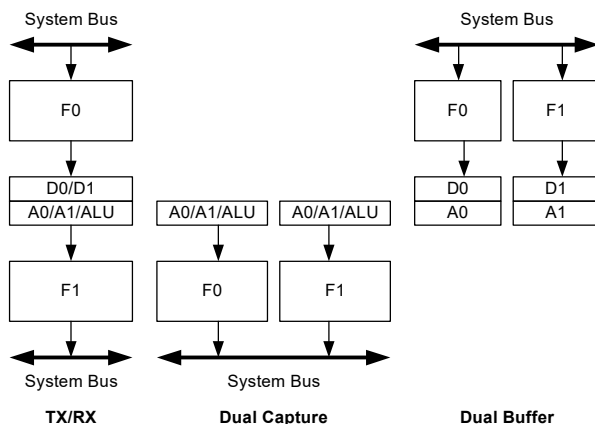 System Bus
System Bus
F0
F0
F1
D0/D1
A0/A1/ALU
A0/A1/ALU
A0/A1/ALU
D0
D1
A0
A1
F1
F0
F1
System Bus
System Bus
TX/RX
Dual Capture
Dual Buffer